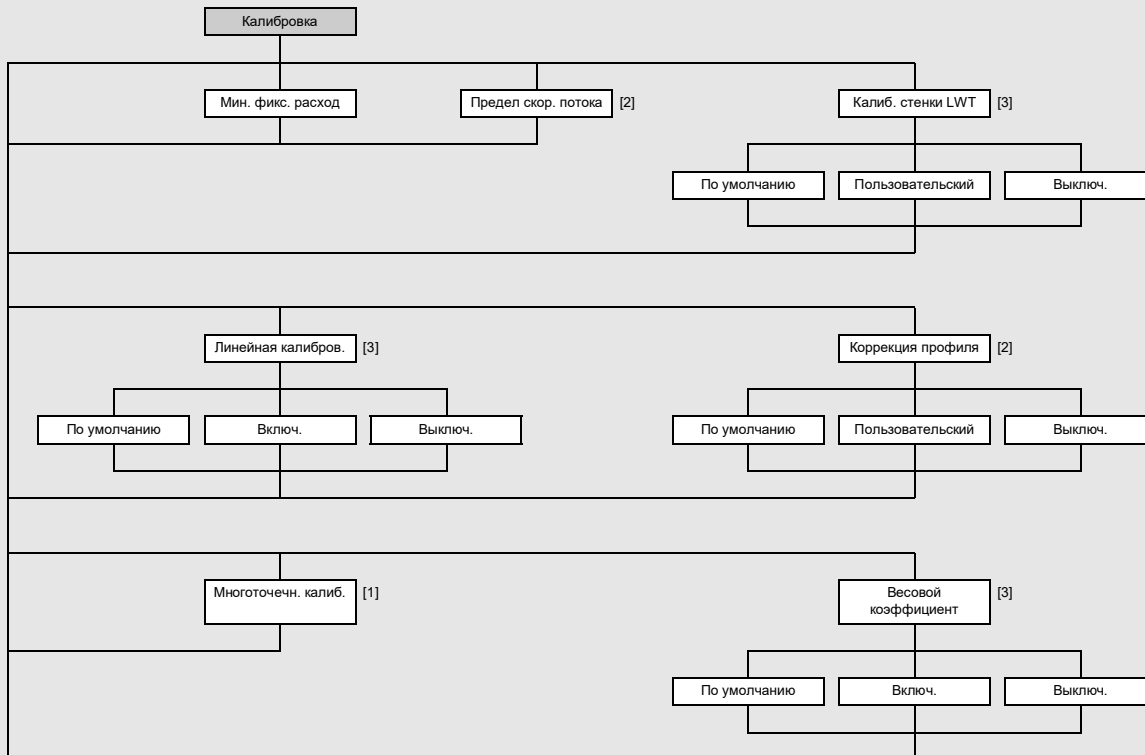 Калибровка
Мин. фикс. расход
Предел скор. потока [2]
Калиб. стенки LWT [3]
По умолчанию
Пользовательский
Выключ.
Линейная калибров. [3]
Коррекция профиля [2]
По умолчанию
Включ.
Выключ.
По умолчанию
Пользовательский
Выключ.
Многоточечн. калиб. [1]
Весовой [3]
коэффициент
По умолчанию
Включ.
Выключ.